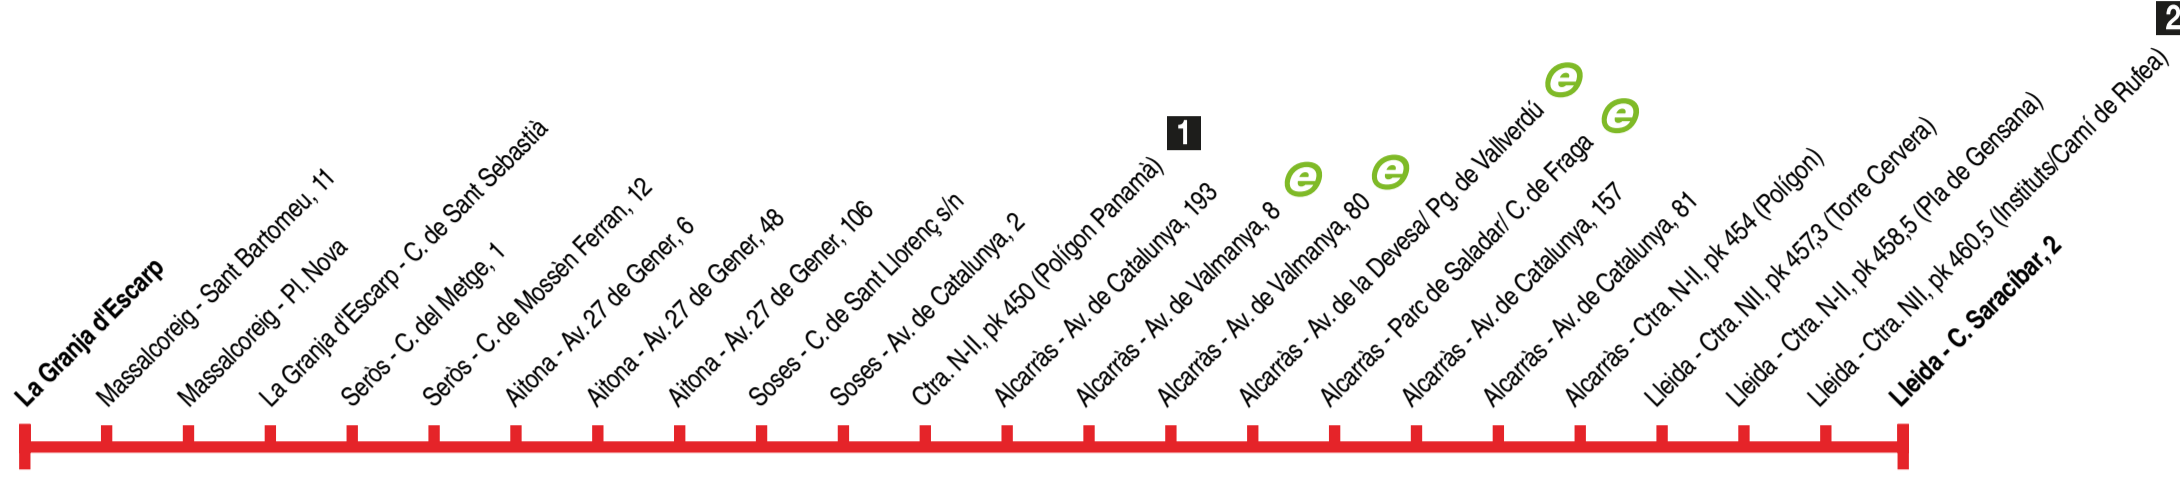 La Granja d'Escarp
Massalcoreig - Sant Bartomeu, 11
Massalcoreig - Pl. Nova
La Granja d'Escarp - C. de Sant Sebastià
Seròs - C. del Metge, 1
Seròs - C. de Mossèn Ferran, 12
Aitona - Av. 27 de Gener, 6
Aitona - Av. 27 de Gener, 48
Aitona - Av. 27 de Gener, 106
Soses - C. de Sant Llorenç s/n
Soses - Av. de Catalunya, 2
Ctra. N-II, pk 450 (Polígon Panamà) 1
Alcarràs - Av. de Catalunya, 193
Alcarràs - Av. de Valmanya, 8 e
Alcarràs - Av. de Valmanya, 80 e
Alcarràs - Av. de la Devesa/ Pg. de Vallverdú e
Alcarràs - Parc de Saladar/ C. de Fraga e
Alcarràs - Av. de Catalunya, 157
Alcarràs - Av. de Catalunya, 81
Alcarràs - Ctra. N-II, pk 454 (Polígon)
Lleida - Ctra. NII, pk 457,3 (Torre Cervera)
Lleida - Ctra. N-II, pk 458,5 (Pla de Gensana)
Lleida - Ctra. NII, pk 460,5 (Instituts/Camí de Rufea) 2
Lleida - C. Saracíbar, 2